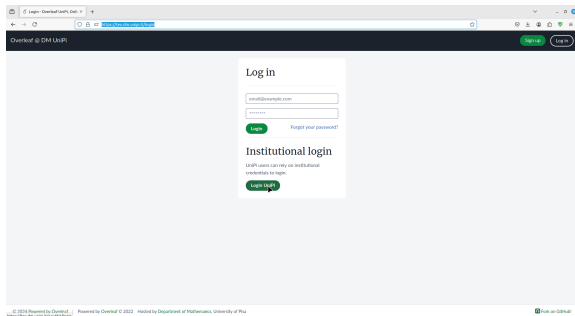 Login - Overleaf UniPi, Onli
https://tex.dm.unipi.it/login
Overleaf @ DM UniPI
Sign up
Log in
Log in
email@example.com
********
Login
Forgot your password?
Institutional login
UniPI users can rely on institutional
credentials to login.
Login UniPI
© 2024 Powered by Overleaf
Powered by Overleaf © 2022
Hosted by Department of Mathematics, University of Pisa
Fork on GitHub!